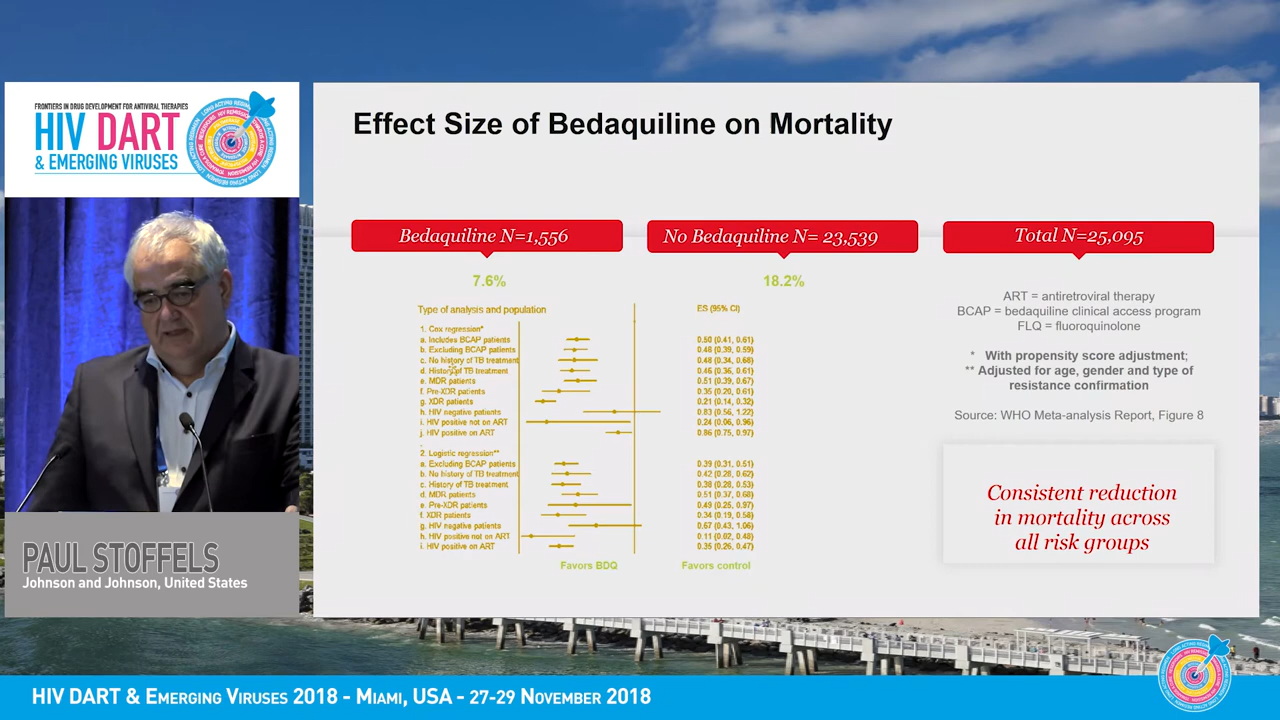 FRONTIERS IN DRUG DEVELOPMENT FOR ANTIVIRAL THERAPIES
HIV DART
& EMERGING VIRUSES
PAUL STOFFELS
Johnson and Johnson, United States
Effect Size of Bedaquiline on Mortality
Bedaquiline N=1,556
No Bedaquiline N= 23,539
Total N=25,095
7.6%
18.2%
Type of analysis and population ES (95% CI)
1. Cox regression*
a. Includes BCAP patients 0.50 (0.41, 0.61)
b. Excluding BCAP patients 0.48 (0.39, 0.59)
c. No history of TB treatment 0.48 (0.34, 0.68)
d. History of TB treatment 0.46 (0.36, 0.61)
e. MDR patients 0.51 (0.39, 0.67)
f. Pre-XDR patients 0.35 (0.20, 0.61)
g. XDR patients 0.21 (0.14, 0.32)
h. HIV negative patients 0.83 (0.56, 1.22)
i. HIV positive not on ART 0.24 (0.06, 0.96)
j. HIV positive on ART 0.86 (0.75, 0.97)
2. Logistic regression**
a. Excluding BCAP patients 0.39 (0.31, 0.51)
b. No history of TB treatment 0.42 (0.28, 0.62)
c. History of TB treatment 0.38 (0.28, 0.53)
d. MDR patients 0.51 (0.37, 0.68)
e. Pre-XDR patients 0.49 (0.25, 0.97)
f. XDR patients 0.34 (0.19, 0.58)
g. HIV negative patients 0.67 (0.43, 1.06)
h. HIV positive not on ART 0.11 (0.02, 0.48)
i. HIV positive on ART 0.35 (0.26, 0.47)
Favors BDQ Favors control
ART = antiretroviral therapy
BCAP = bedaquiline clinical access program
FLQ = fluoroquinolone
* With propensity score adjustment;
** Adjusted for age, gender and type of
resistance confirmation
Source: WHO Meta-analysis Report, Figure 8
Consistent reduction
in mortality across
all risk groups
HIV DART & EMERGING VIRUSES 2018 - MIAMI, USA - 27-29 NOVEMBER 2018